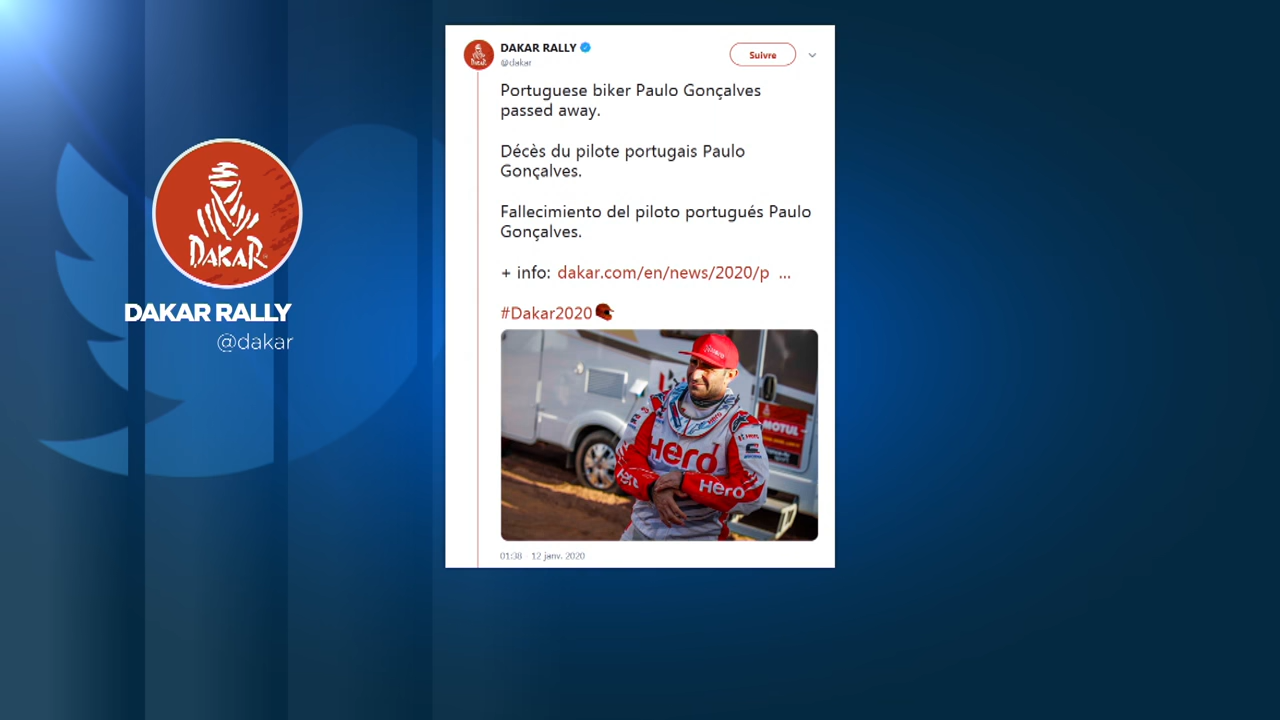 DAKAR
DAKAR RALLY
@dakar
DAKAR RALLY
@dakar
Suivre
Portuguese biker Paulo Gonçalves
passed away.
Décès du pilote portugais Paulo
Gonçalves.
Fallecimiento del piloto portugués Paulo
Gonçalves.
+ info: dakar.com/en/news/2020/p ...
#Dakar2020
MOTUL
Hero
Hero
01:38 - 12 janv. 2020